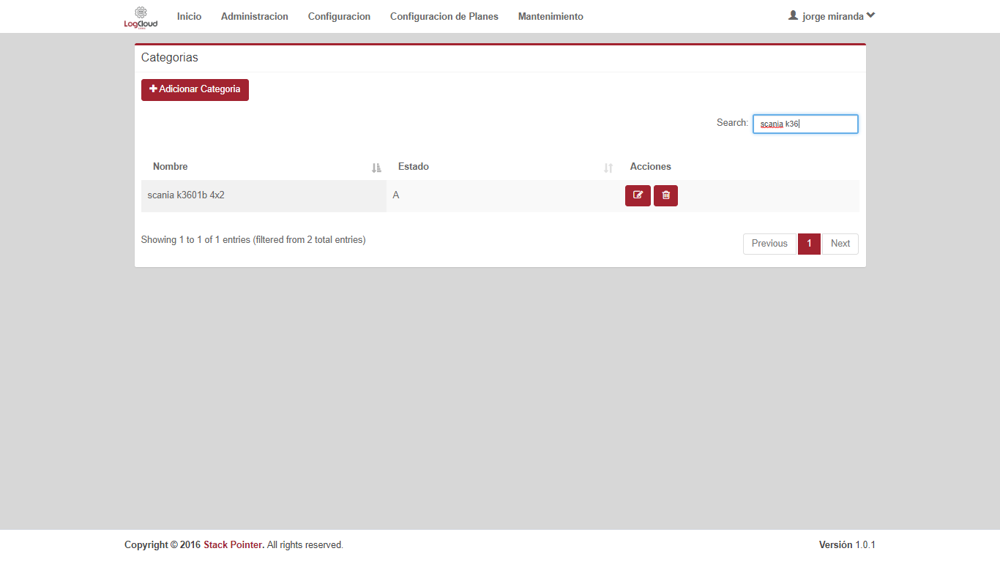 LogCloud
Inicio Administracion Configuracion Configuracion de Planes Mantenimiento jorge miranda
Categorias
Adicionar Categoria
Search: scania k36
Nombre Estado Acciones
scania k3601b 4x2 A
Showing 1 to 1 of 1 entries (filtered from 2 total entries)
Previous 1 Next
Copyright © 2016 Stack Pointer. All rights reserved. Versión 1.0.1